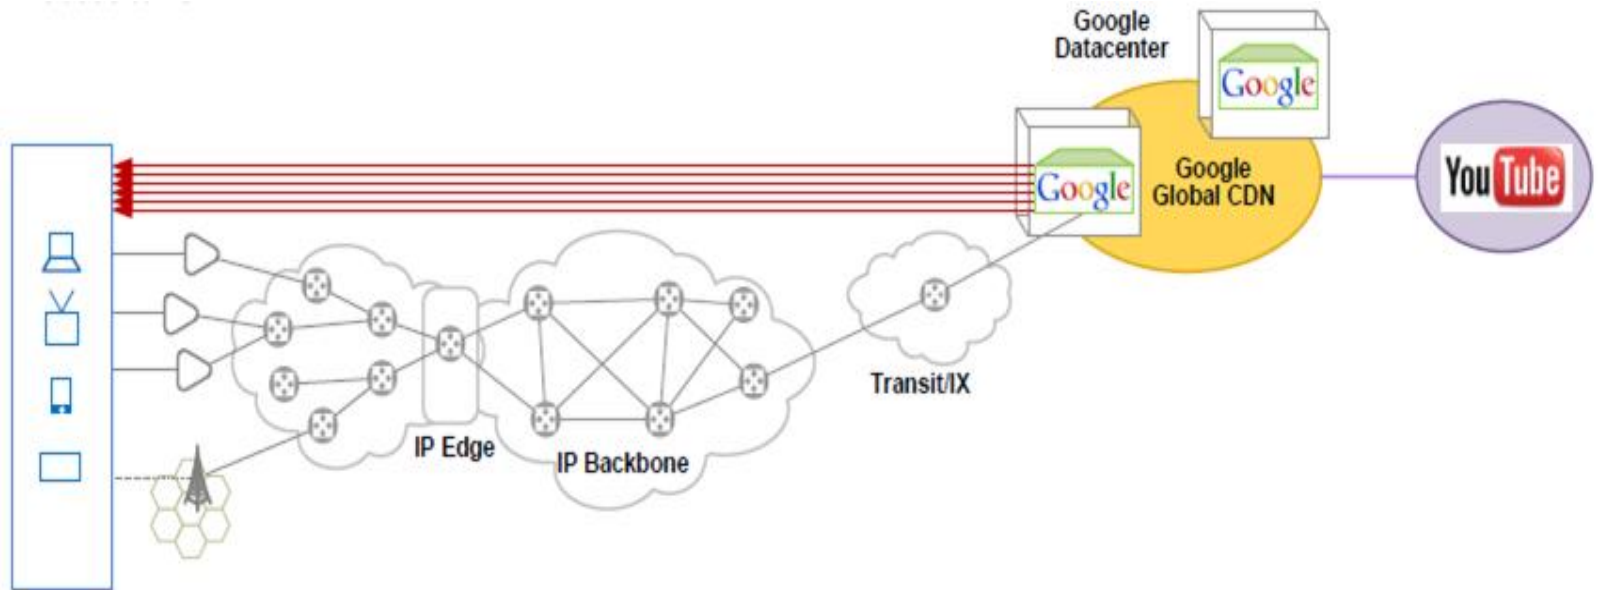 Google
Datacenter
Google
Google
Google
Global CDN
YouTube
Transit/IX
IP Edge
IP Backbone